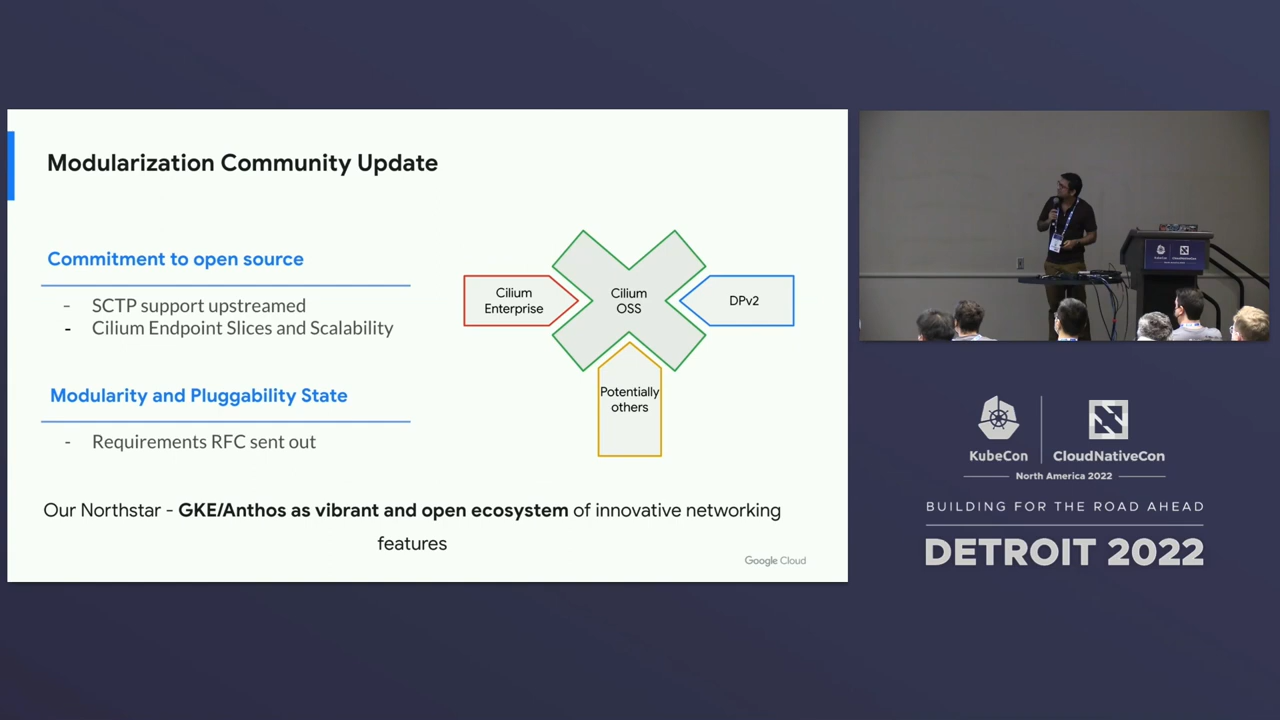 Modularization Community Update
Commitment to open source
- SCTP support upstreamed
- Cilium Endpoint Slices and Scalability
Modularity and Pluggability State
- Requirements RFC sent out
Cilium
Enterprise
Cilium
OSS
DPv2
Potentially
others
Our Northstar - GKE/Anthos as vibrant and open ecosystem of innovative networking
features
Google Cloud
KubeCon
CloudNativeCon
North America 2022
BUILDING FOR THE ROAD AHEAD
DETROIT 2022
KubeCon
CloudNativeCon